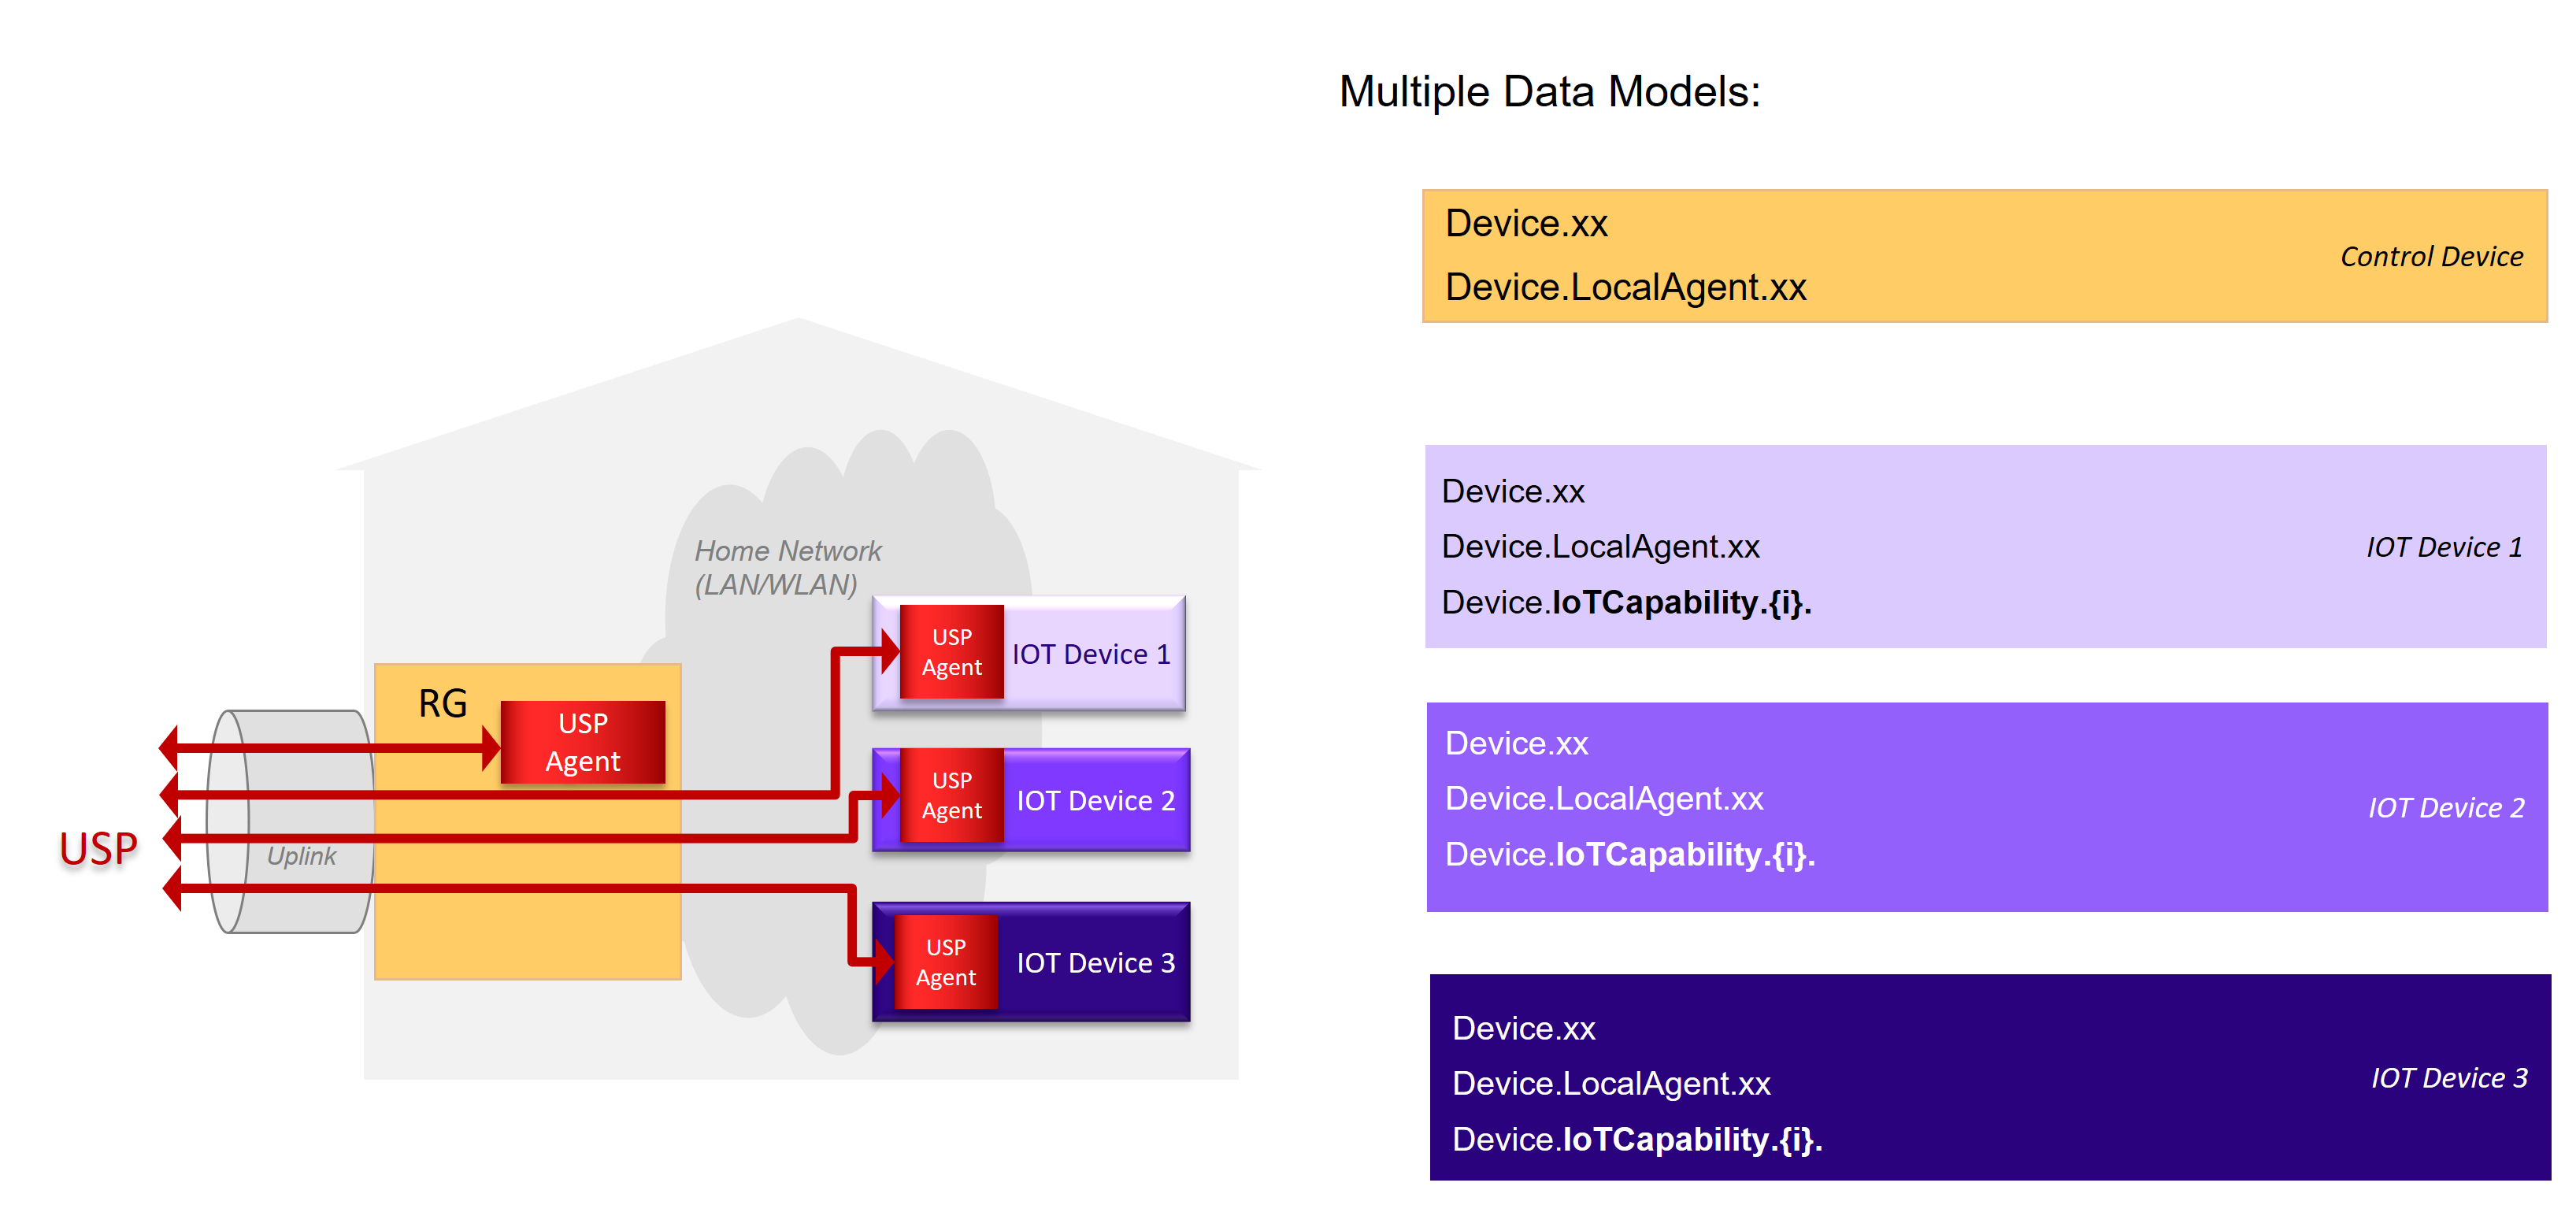 Multiple Data Models:
Device.xx
Device.LocalAgent.xx
Control Device
Device.xx
Device.LocalAgent.xx
Device.IoTCapability.{i}.
IOT Device 1
Device.xx
Device.LocalAgent.xx
Device.IoTCapability.{i}.
IOT Device 2
Device.xx
Device.LocalAgent.xx
Device.IoTCapability.{i}.
IOT Device 3
Home Network
(LAN/WLAN)
USP
Agent
IOT Device 1
RG
USP
Agent
USP
Agent
IOT Device 2
USP
Uplink
USP
Agent
IOT Device 3